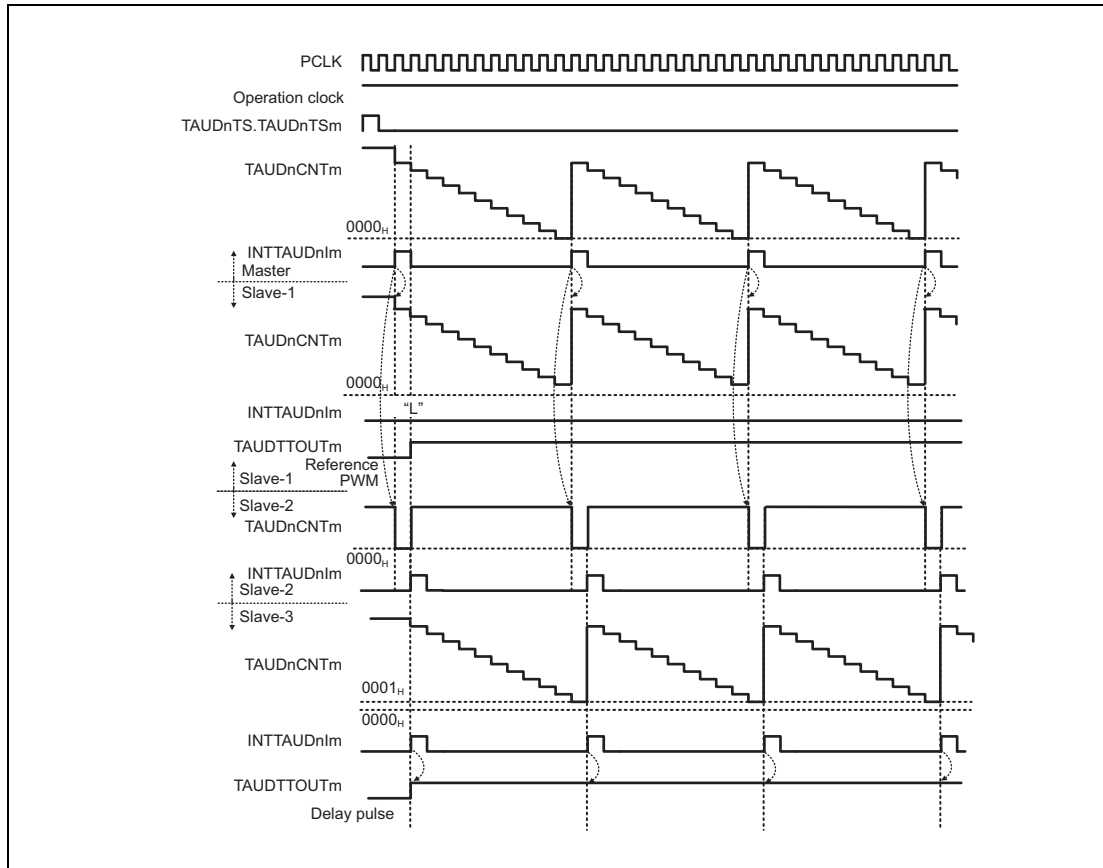 PCLK
Operation clock
TAUDnTS.TAUDnTSm
TAUDnCNTm
0000H
INTTAUDnIm
Master
Slave-1
TAUDnCNTm
0000H
"L"
INTTAUDnIm
TAUDTTOUTm
Reference
PWM
Slave-1
Slave-2
TAUDnCNTm
0000H
INTTAUDnIm
Slave-2
Slave-3
TAUDnCNTm
0001H
0000H
INTTAUDnIm
TAUDTTOUTm
Delay pulse